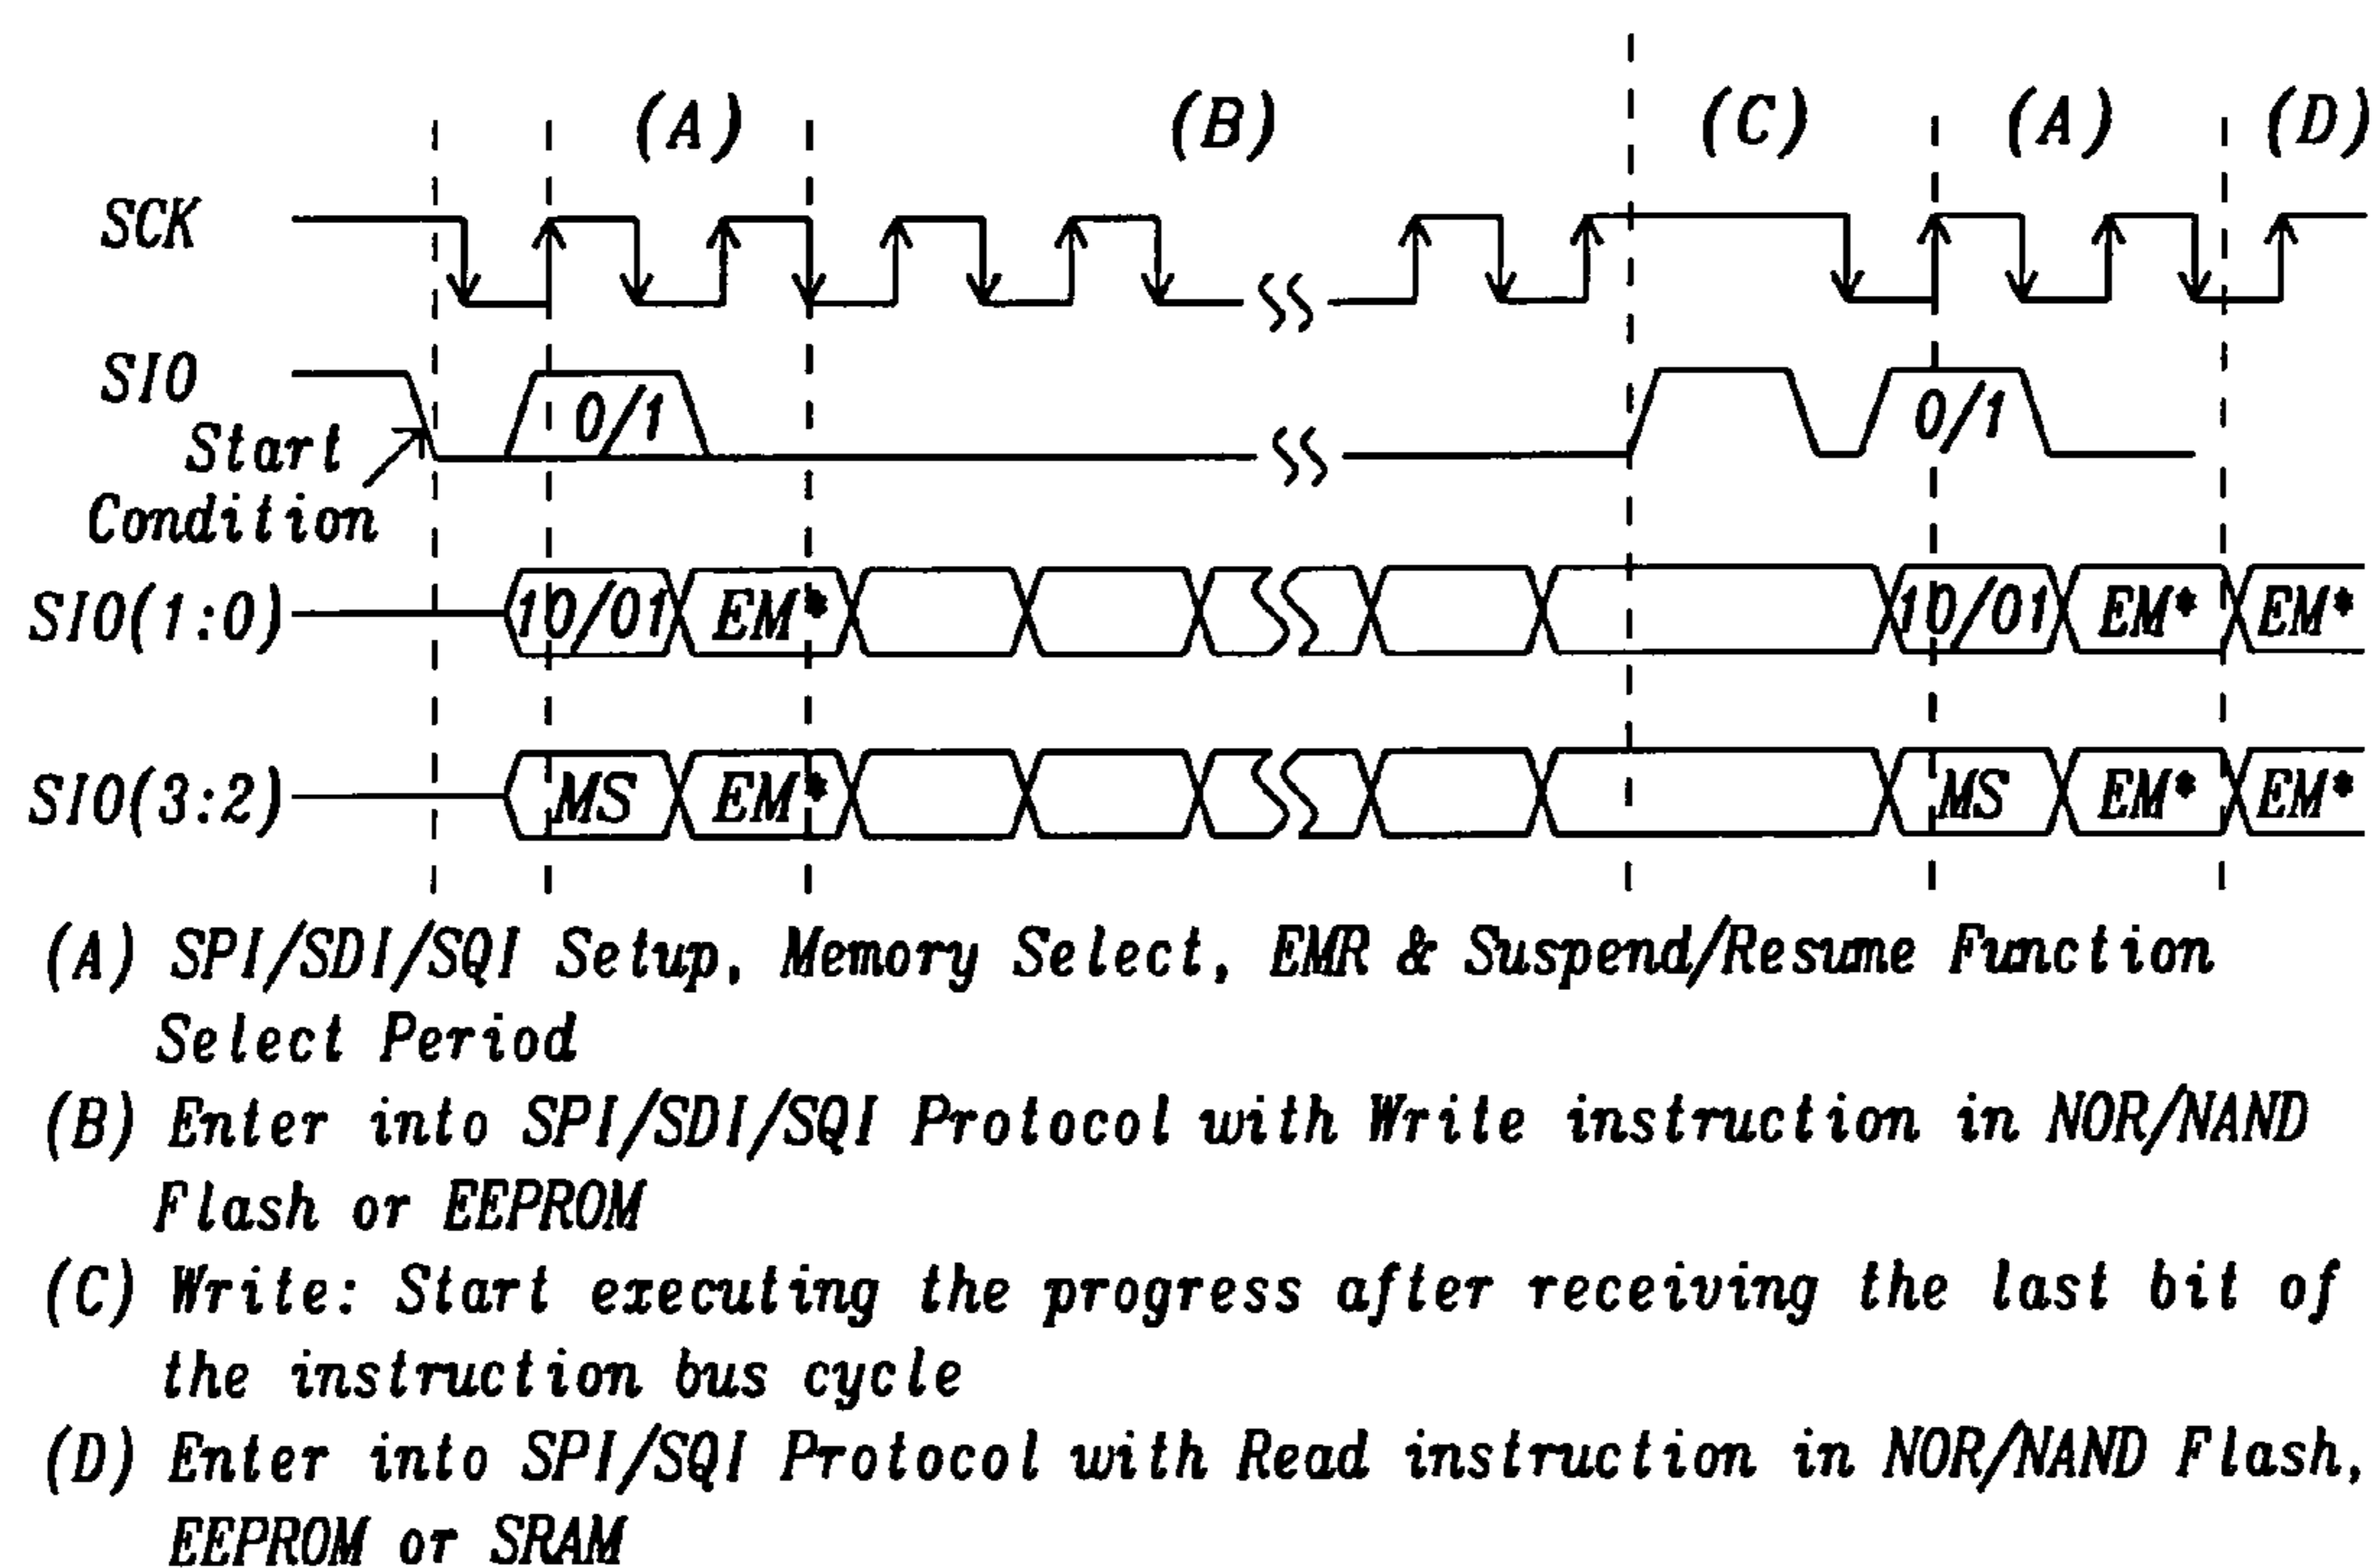 (A) (B) (C) (A) (D)
SCK
SIO 0/1 0/1
Start
Condition
SIO(1:0) 10/01 EM* 10/01 EM* EM*
SIO(3:2) MS EM* MS EM* EM*
(A) SPI/SDI/SQI Setup, Memory Select, EMR & Suspend/Resume Function
Select Period
(B) Enter into SPI/SDI/SQI Protocol with Write instruction in NOR/NAND
Flash or EEPROM
(C) Write: Start executing the progress after receiving the last bit of
the instruction bus cycle
(D) Enter into SPI/SQI Protocol with Read instruction in NOR/NAND Flash,
EEPROM or SRAM